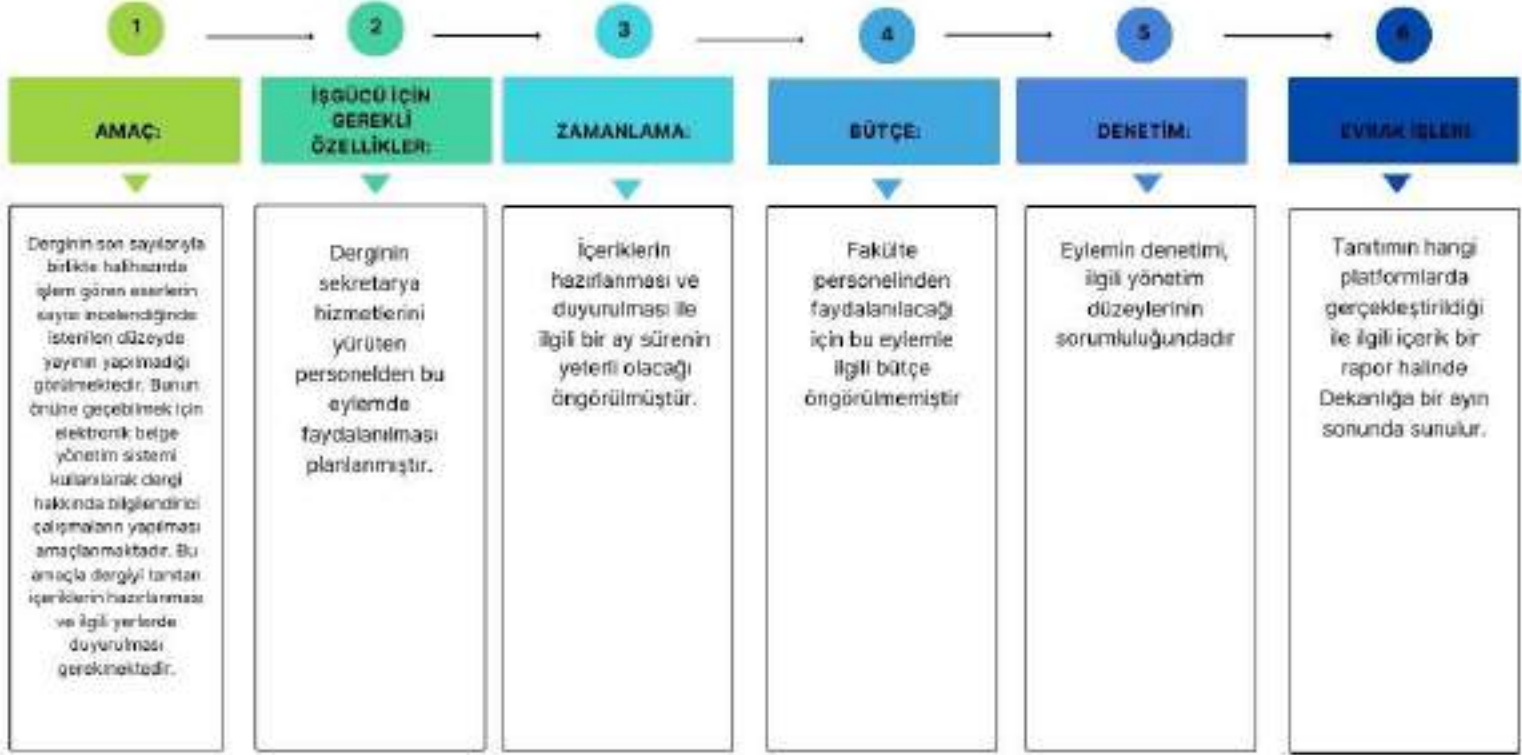 1
2
3
4
5
6
AMAÇ:
İŞGÜCÜ İÇİN
GEREKLİ
ÖZELLİKLER:
ZAMANLAMA:
BÜTÇE:
DENETİM:
EVRAK İŞLERİ:
Derginin son sayılarıyla
birlikte halihazırda
işlem gören eserlerin
sayısı incelendiğinde
istenilen düzeyde
yayının yapılmadığı
görülmektedir. Bunun
önüne geçebilmek için
elektronik belge
yönetim sistemi
kullanılarak dergi
hakkında bilgilendirici
çalışmaların yapılması
amaçlanmaktadır. Bu
amaçla dergiyi tanıtan
içeriklerin hazırlanması
ve ilgili yerlerde
duyurulması
gerekmektedir.
Derginin
sekretarya
hizmetlerini
yürüten
personelden bu
eylemde
faydalanılması
planlanmıştır.
İçeriklerin
hazırlanması ve
duyurulması ile
ilgili bir ay sürenin
yeterli olacağı
öngörülmüştür.
Fakülte
personelinden
faydalanılacağı
için bu eylemle
ilgili bütçe
öngörülmemiştir
Eylemin denetimi,
ilgili yönetim
düzeylerinin
sorumluluğundadır
Tanıtımın hangi
platformlarda
gerçekleştirildiği
ile ilgili içerik bir
rapor halinde
Dekanlığa bir ayın
sonunda sunulur.